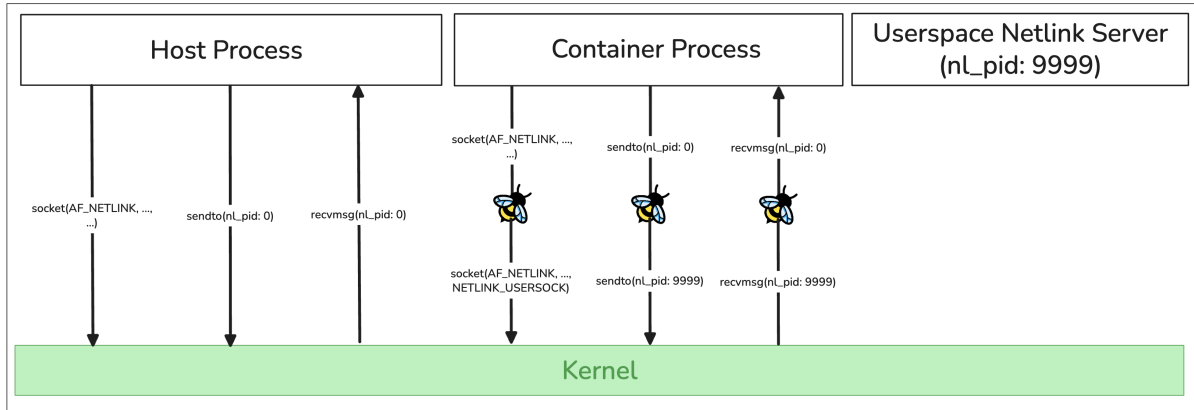 Host Process
Container Process
Userspace Netlink Server
(nl_pid: 9999)
socket(AF_NETLINK, ...,
...)
sendto(nl_pid: 0)
recvmsg(nl_pid: 0)
socket(AF_NETLINK, ...,
...)
sendto(nl_pid: 0)
recvmsg(nl_pid: 0)
socket(AF_NETLINK, ...,
NETLINK_USERSOCK)
sendto(nl_pid: 9999)
recvmsg(nl_pid: 9999)
Kernel